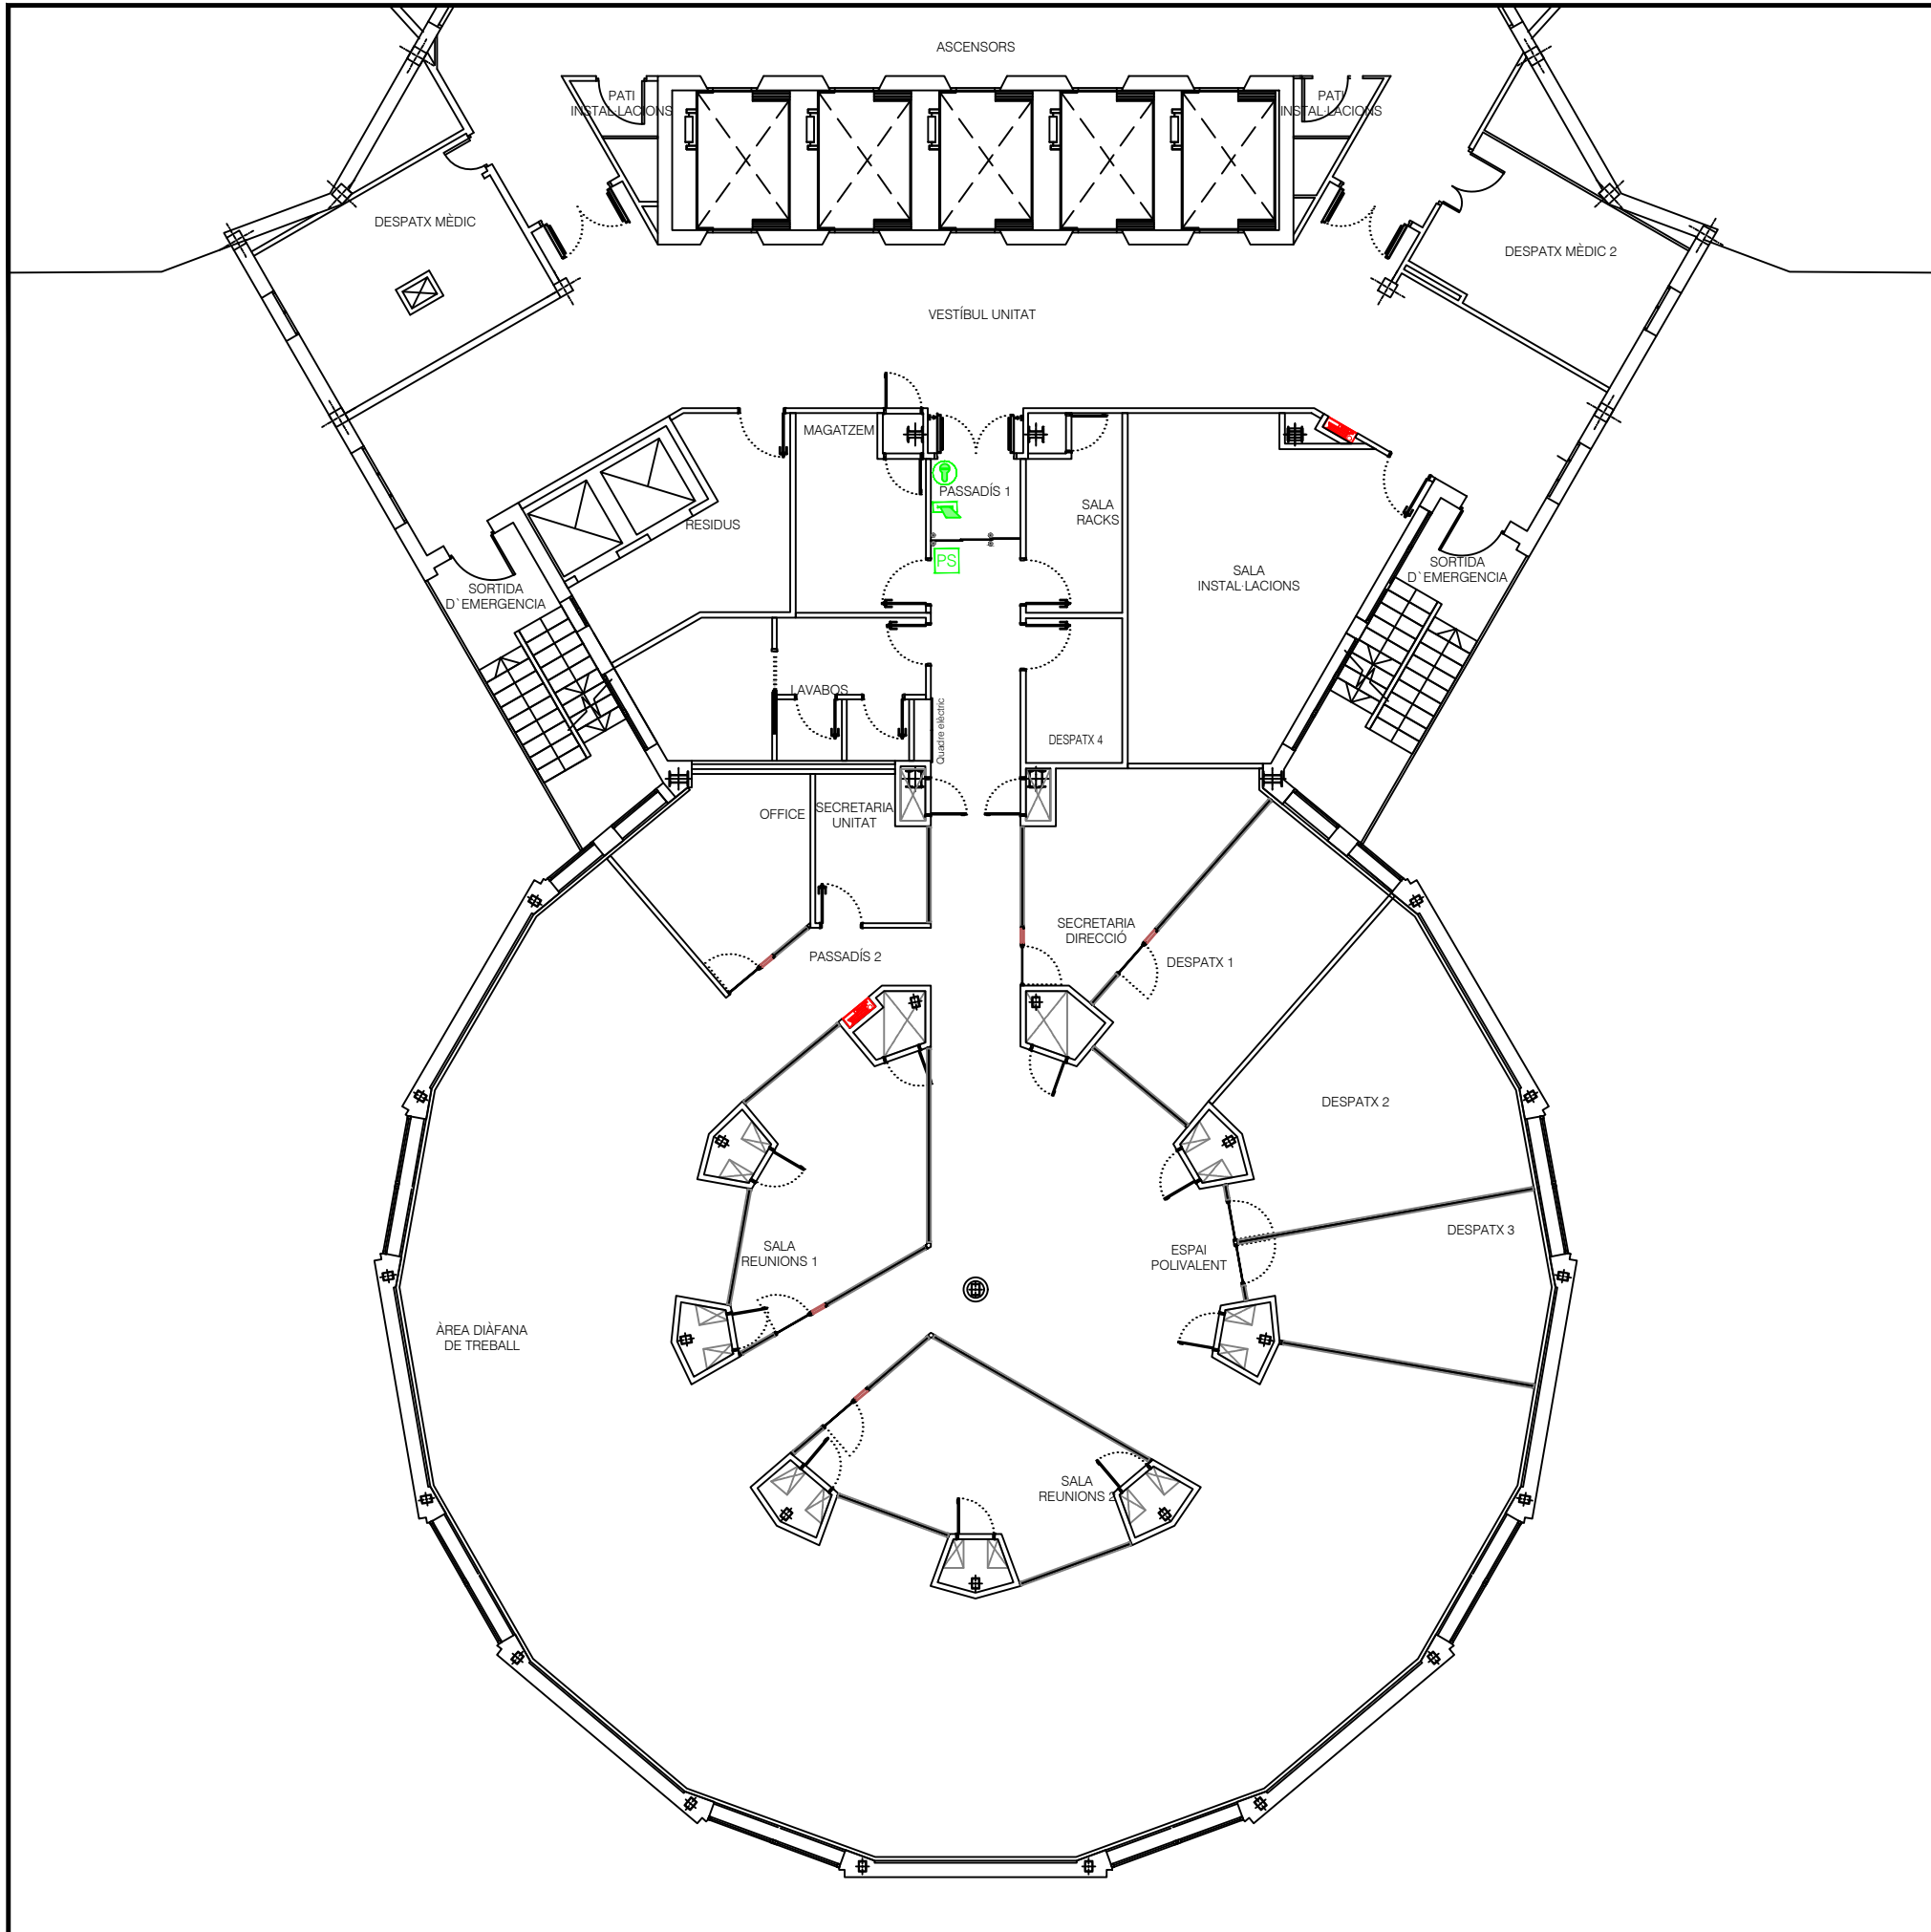 ASCENSORS
PATI
INSTAL·LACIONS
PATI
INSTAL·LACIONS
DESPATX MÈDIC
DESPATX MÈDIC 2
VESTÍBUL UNITAT
MAGATZEM
PASSADÍS 1
SALA
RACKS
RESIDUS
PS
SORTIDA
D`EMERGENCIA
SALA
INSTAL·LACIONS
SORTIDA
D`EMERGENCIA
LAVABOS
Quadre elèctric
DESPATX 4
OFFICE
SECRETARIA
UNITAT
SECRETARIA
DIRECCIÓ
PASSADÍS 2
DESPATX 1
DESPATX 2
DESPATX 3
SALA
REUNIONS 1
ESPAI
POLIVALENT
ÀREA DIÀFANA
DE TREBALL
SALA
REUNIONS 2